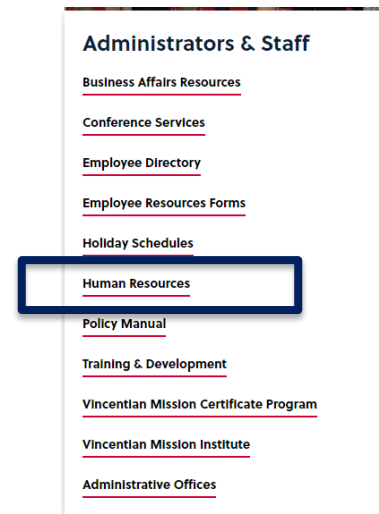 Administrators & Staff
Business Affairs Resources
Conference Services
Employee Directory
Employee Resources Forms
Holiday Schedules
Human Resources
Policy Manual
Training & Development
Vincentian Mission Certificate Program
Vincentian Mission Institute
Administrative Offices